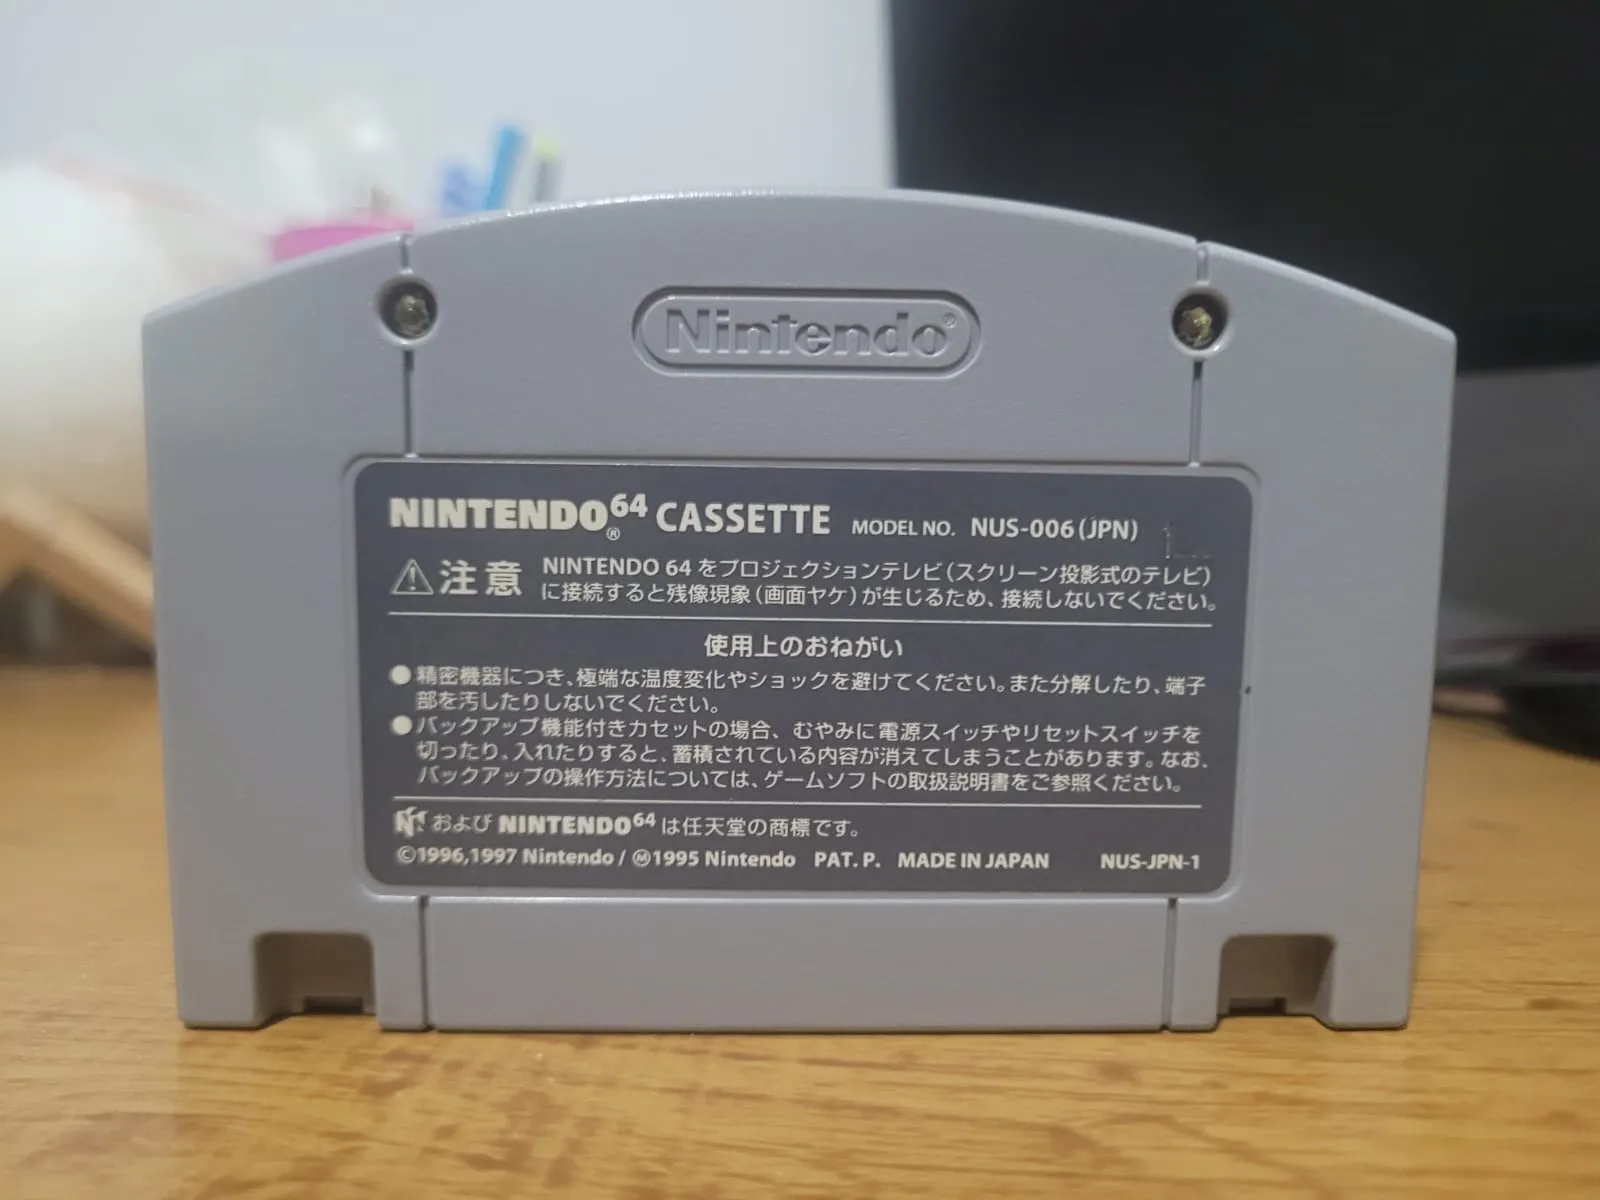 Nintendo®
NINTENDO64® CASSETTE MODEL NO. NUS-006(JPN)
⚠注意 NINTENDO 64 をプロジェクションテレビ(スクリーン投影式のテレビ)
に接続すると残像現象(画面ヤケ)が生じるため、接続しないでください。
使用上のおねがい
●精密機器につき、極端な温度変化やショックを避けてください。また分解したり、端子
部を汚したりしないでください。
●バックアップ機能付きカセットの場合、むやみに電源スイッチやリセットスイッチを
切ったり、入れたりすると、蓄積されている内容が消えてしまうことがあります。なお、
バックアップの操作方法については、ゲームソフトの取扱説明書をご参照ください。
および NINTENDO64 は任天堂の商標です。
©1996,1997 Nintendo / Ⓜ1995 Nintendo PAT. P. MADE IN JAPAN NUS-JPN-1